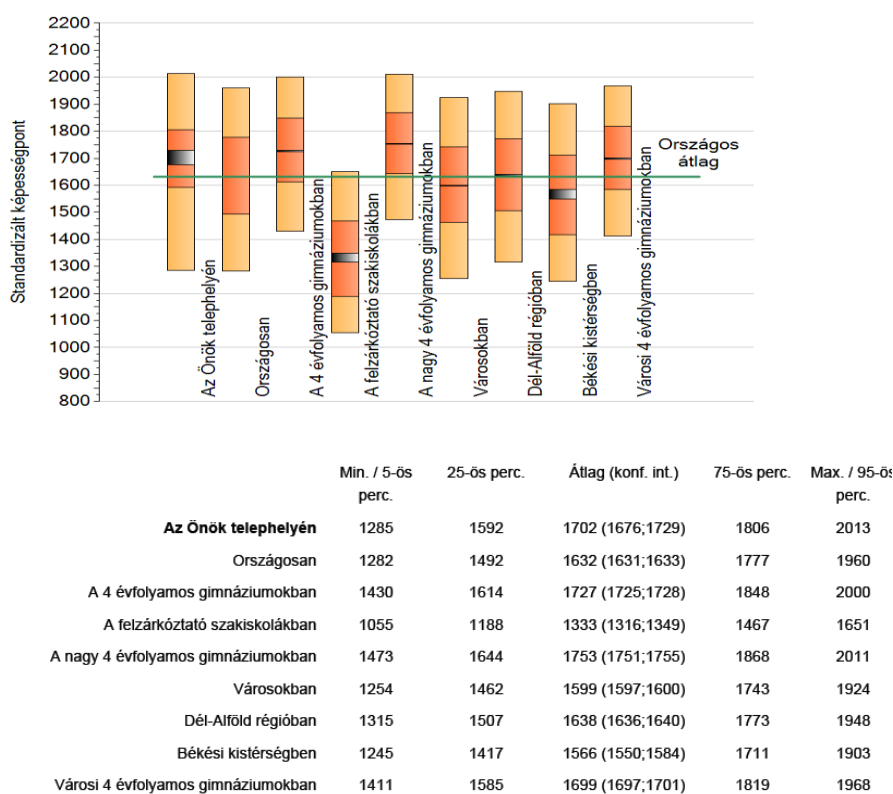 Standardizált képességpont
2200
2100
2000
1900
1800
1700
1600
1500
1400
1300
1200
1100
1000
900
800
Országos
átlag
Az Önök telephelyén
Országosan
A 4 évfolyamos gimnáziumokban
A felzárkóztató szakiskolákban
A nagy 4 évfolyamos gimnáziumokban
Városokban
Dél-Alföld régióban
Békési kistérségben
Városi 4 évfolyamos gimnáziumokban
Min. / 5-ös perc. 25-ös perc. Átlag (konf. int.) 75-ös perc. Max. / 95-ös perc.
Az Önök telephelyén 1285 1592 1702 (1676;1729) 1806 2013
Országosan 1282 1492 1632 (1631;1633) 1777 1960
A 4 évfolyamos gimnáziumokban 1430 1614 1727 (1725;1728) 1848 2000
A felzárkóztató szakiskolákban 1055 1188 1333 (1316;1349) 1467 1651
A nagy 4 évfolyamos gimnáziumokban 1473 1644 1753 (1751;1755) 1868 2011
Városokban 1254 1462 1599 (1597;1600) 1743 1924
Dél-Alföld régióban 1315 1507 1638 (1636;1640) 1773 1948
Békési kistérségben 1245 1417 1566 (1550;1584) 1711 1903
Városi 4 évfolyamos gimnáziumokban 1411 1585 1699 (1697;1701) 1819 1968